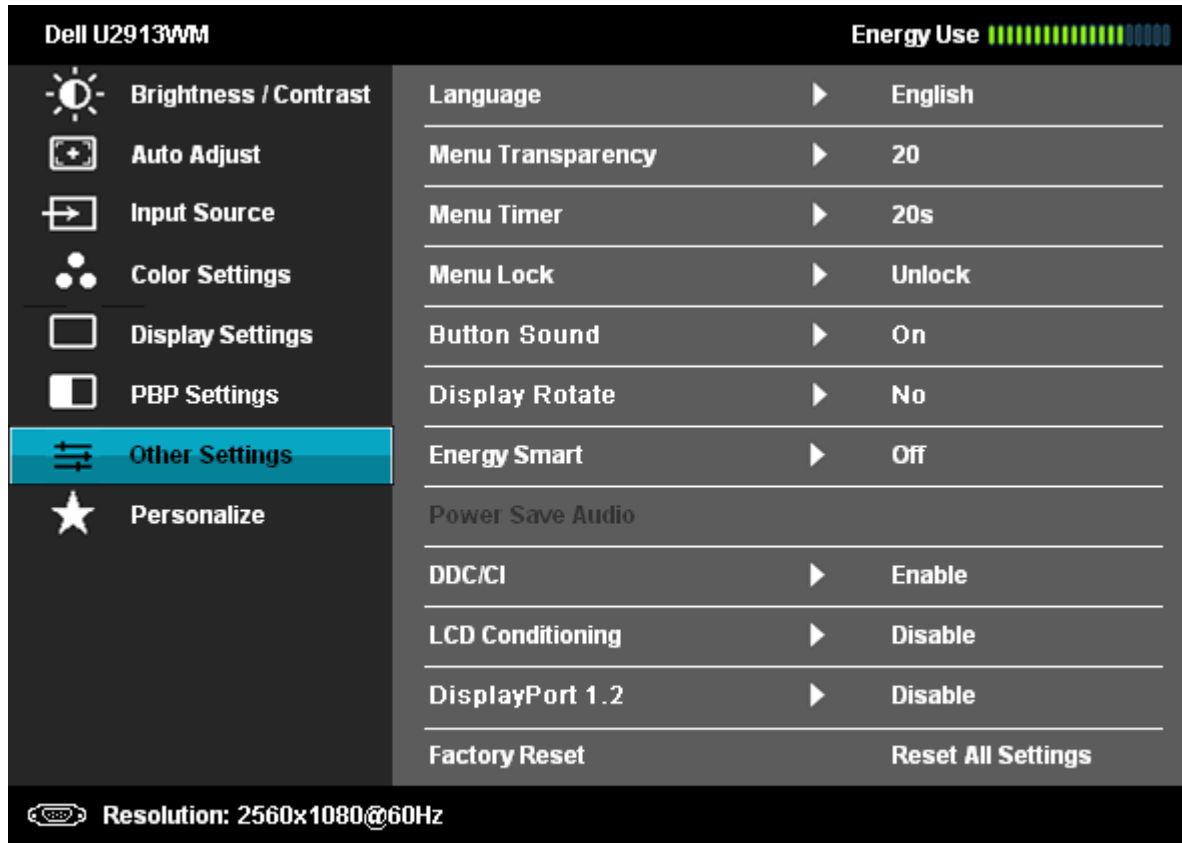 Dell U2913WM Energy Use
Brightness / Contrast Language English
Auto Adjust Menu Transparency 20
Input Source Menu Timer 20s
Color Settings Menu Lock Unlock
Display Settings Button Sound On
PBP Settings Display Rotate No
Other Settings Energy Smart Off
Personalize Power Save Audio
DDC/CI Enable
LCD Conditioning Disable
DisplayPort 1.2 Disable
Factory Reset Reset All Settings
Resolution: 2560x1080@60Hz